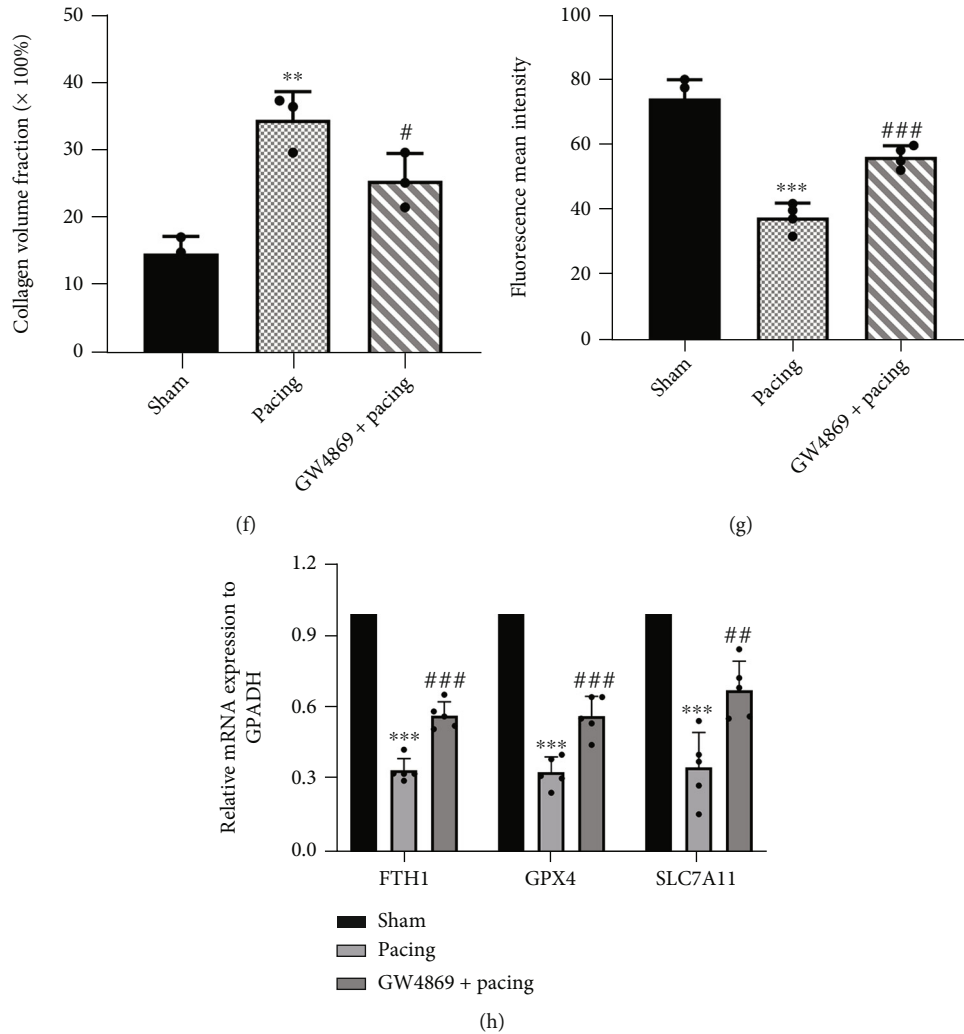 50
40
30
20
10
0
Collagen volume fraction (× 100%)
**
#
Sham
Pacing
GW4869 + pacing
(f)
100
80
60
40
20
0
Fluorescence mean intensity
***
###
Sham
Pacing
GW4869 + pacing
(g)
1.2
0.9
0.6
0.3
0.0
Relative mRNA expression to
GPADH
***
###
***
###
***
##
FTH1
GPX4
SLC7A11
Sham
Pacing
GW4869 + pacing
(h)